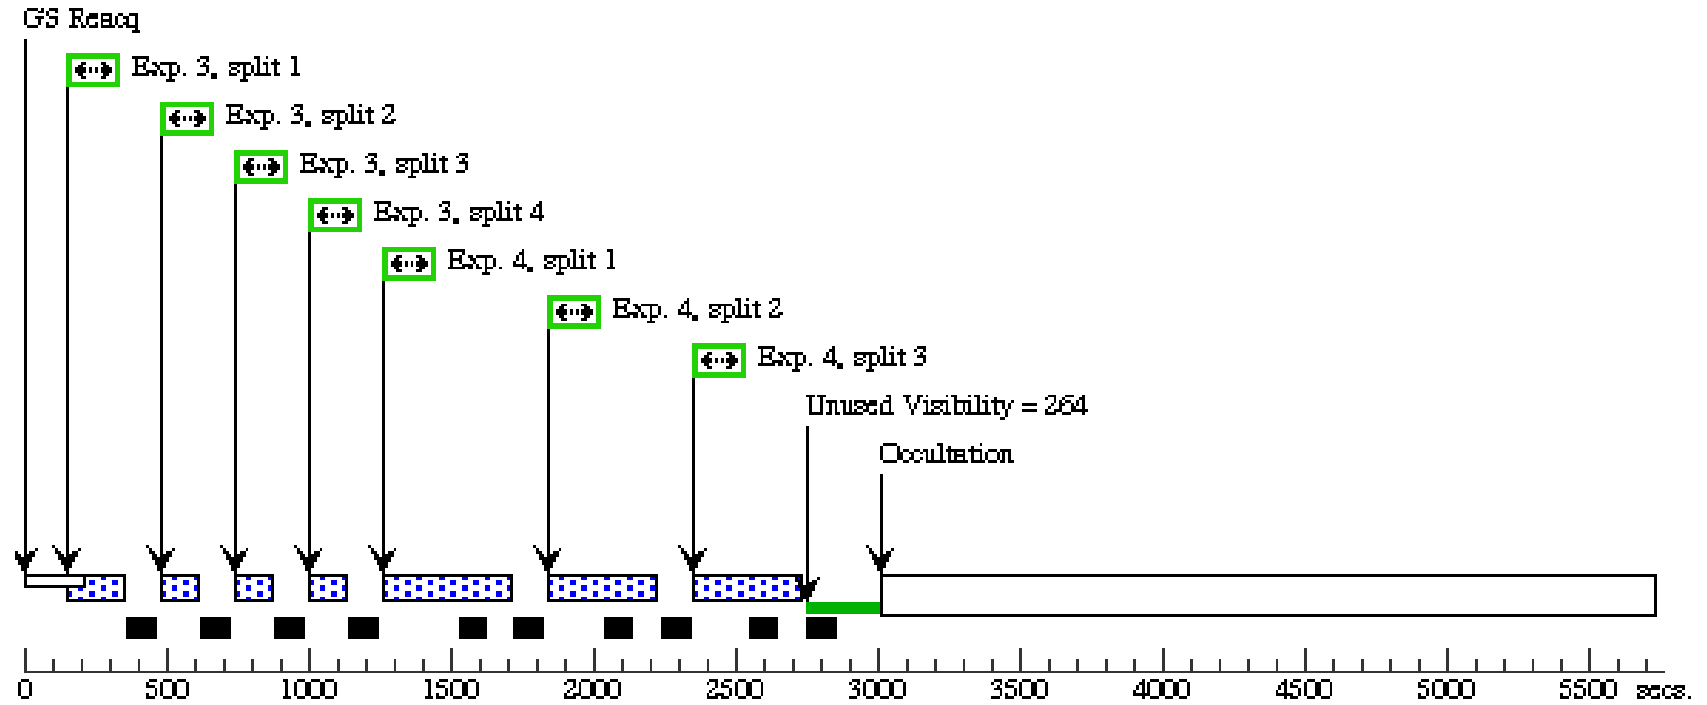 GS Reacq
Exp. 3, split 1
Exp. 3, split 2
Exp. 3, split 3
Exp. 3, split 4
Exp. 4, split 1
Exp. 4, split 2
Exp. 4, split 3
Unused Visibility = 264
Occultation
0 500 1000 1500 2000 2500 3000 3500 4000 4500 5000 5500 secs.